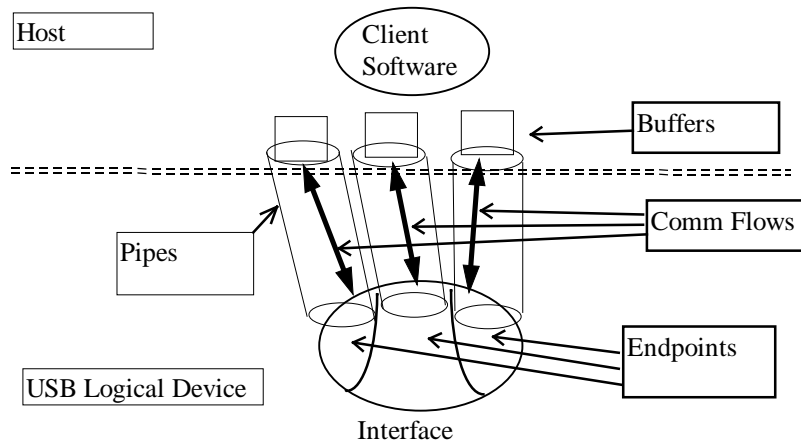 Host
Client
Software
Buffers
Comm Flows
Pipes
Endpoints
USB Logical Device
Interface